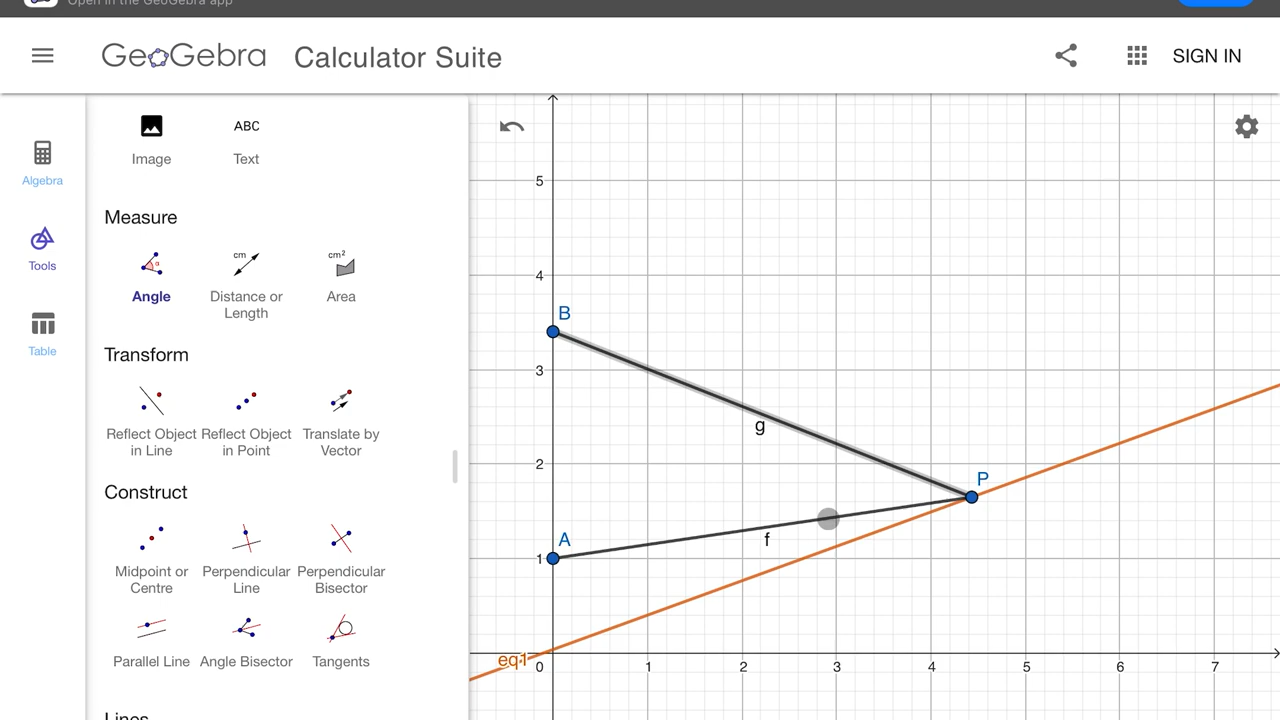 Open in the GeoGebra app
GeoGebra Calculator Suite SIGN IN
Algebra
Tools
Table
ABC
Image Text
Measure
α cm cm²
Angle Distance or Length Area
Transform
Reflect Object in Line Reflect Object in Point Translate by Vector
Construct
Midpoint or Centre Perpendicular Line Perpendicular Bisector
Parallel Line Angle Bisector Tangents
Lines
5
4
B
3
g
2
P
A
f
1
eq1
0 1 2 3 4 5 6 7